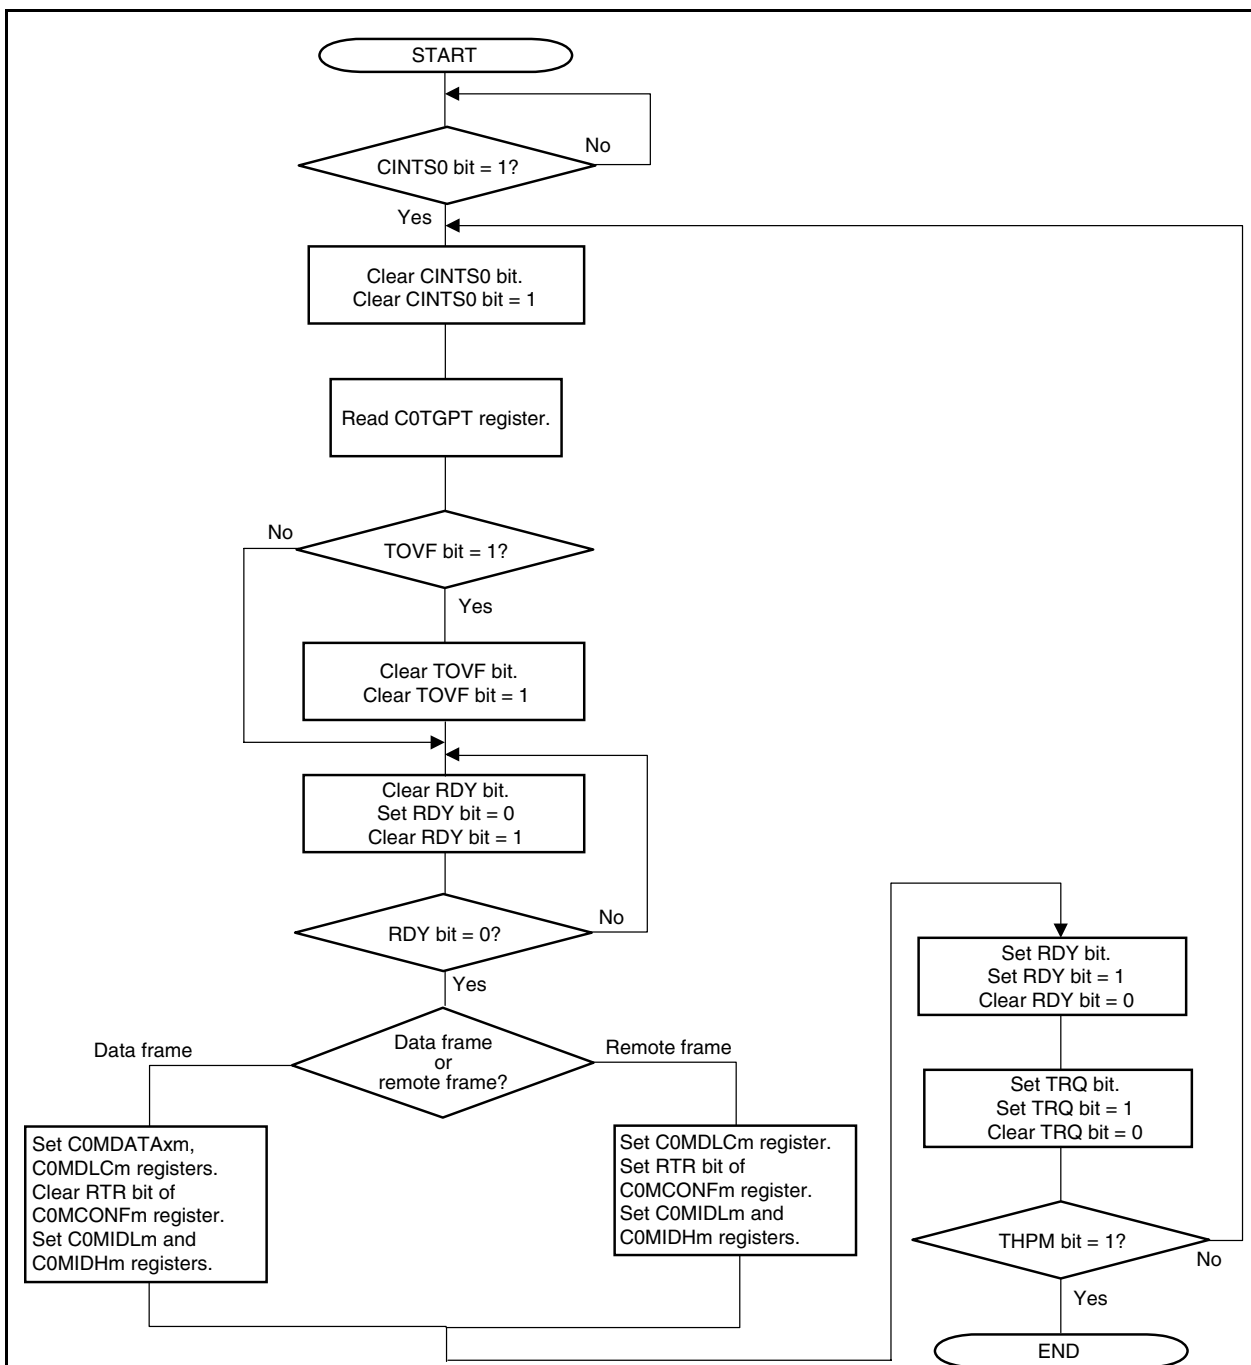 START
No
CINTS0 bit = 1?
Yes
Clear CINTS0 bit.
Clear CINTS0 bit = 1
Read C0TGPT register.
No
TOVF bit = 1?
Yes
Clear TOVF bit.
Clear TOVF bit = 1
Clear RDY bit.
Set RDY bit = 0
Clear RDY bit = 1
No
RDY bit = 0?
Yes
Data frame
or
remote frame?
Data frame
Remote frame
Set C0MDATAxm,
C0MDLCm registers.
Clear RTR bit of
C0MCONFm register.
Set C0MIDLm and
C0MIDHm registers.
Set C0MDLCm register.
Set RTR bit of
C0MCONFm register.
Set C0MIDLm and
C0MIDHm registers.
Set RDY bit.
Set RDY bit = 1
Clear RDY bit = 0
Set TRQ bit.
Set TRQ bit = 1
Clear TRQ bit = 0
THPM bit = 1?
No
Yes
END